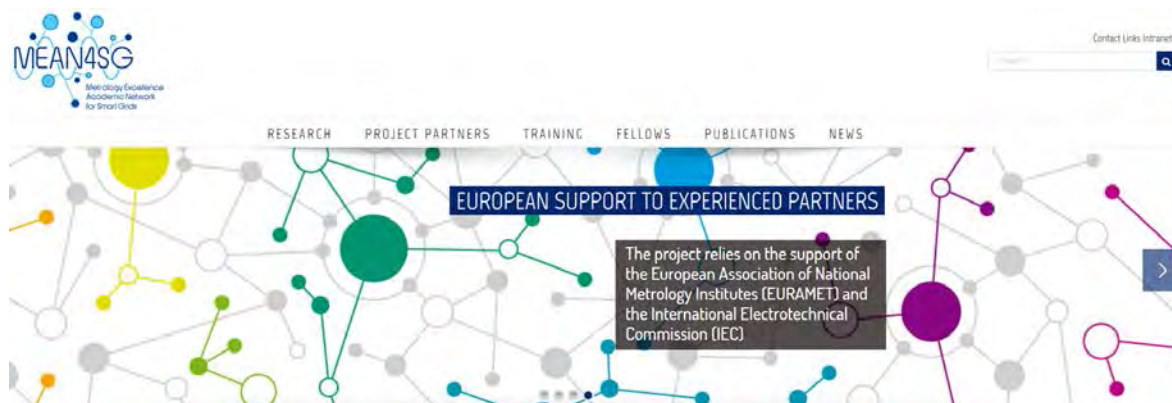 MEAN4SG
Metrology Excellence
Academic Network
for Smart Grids
Contact Links Intranet
RESEARCH PROJECT PARTNERS TRAINING FELLOWS PUBLICATIONS NEWS
EUROPEAN SUPPORT TO EXPERIENCED PARTNERS
The project relies on the support of
the European Association of National
Metrology Institutes (EURAMET) and
the International Electrotechnical
Commission (IEC)